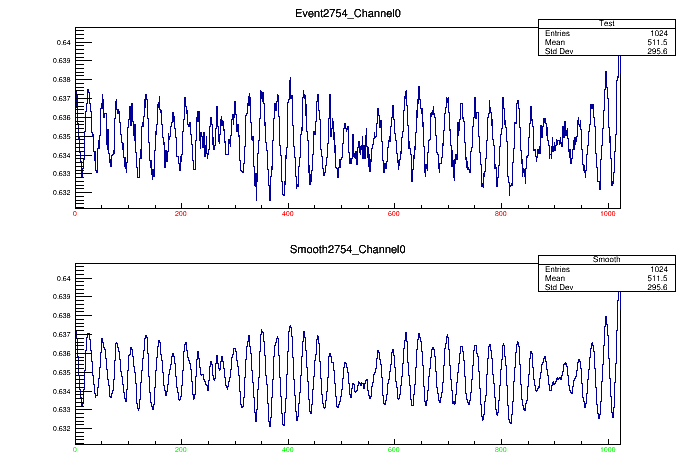 Event2754_Channel0
Test
Entries 1024
Mean 511.5
Std Dev 295.6
0.64
0.639
0.638
0.637
0.636
0.635
0.634
0.633
0.632
0 200 400 600 800 1000
Smooth2754_Channel0
Smooth
Entries 1024
Mean 511.5
Std Dev 295.6
0.64
0.639
0.638
0.637
0.636
0.635
0.634
0.633
0.632
0 200 400 600 800 1000